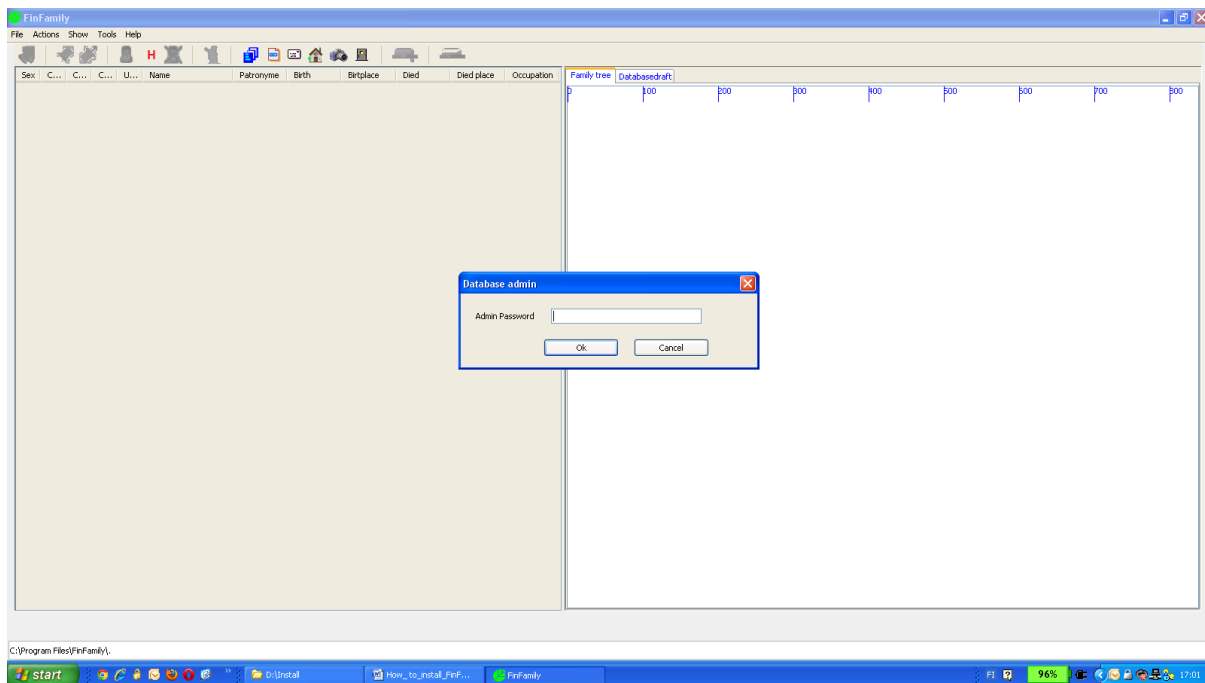 FinFamily
File Actions Show Tools Help
H
Sex C... C... C... U... Name Patronyme Birth Birtplace Died Died place Occupation
Family tree Databasedraft
0 100 200 300 400 500 600 700 800
Database admin
Admin Password
Ok Cancel
C:\Program Files\FinFamily\.
start D:\Install How_to_install_FinF... FinFamily FI 96% 17:01